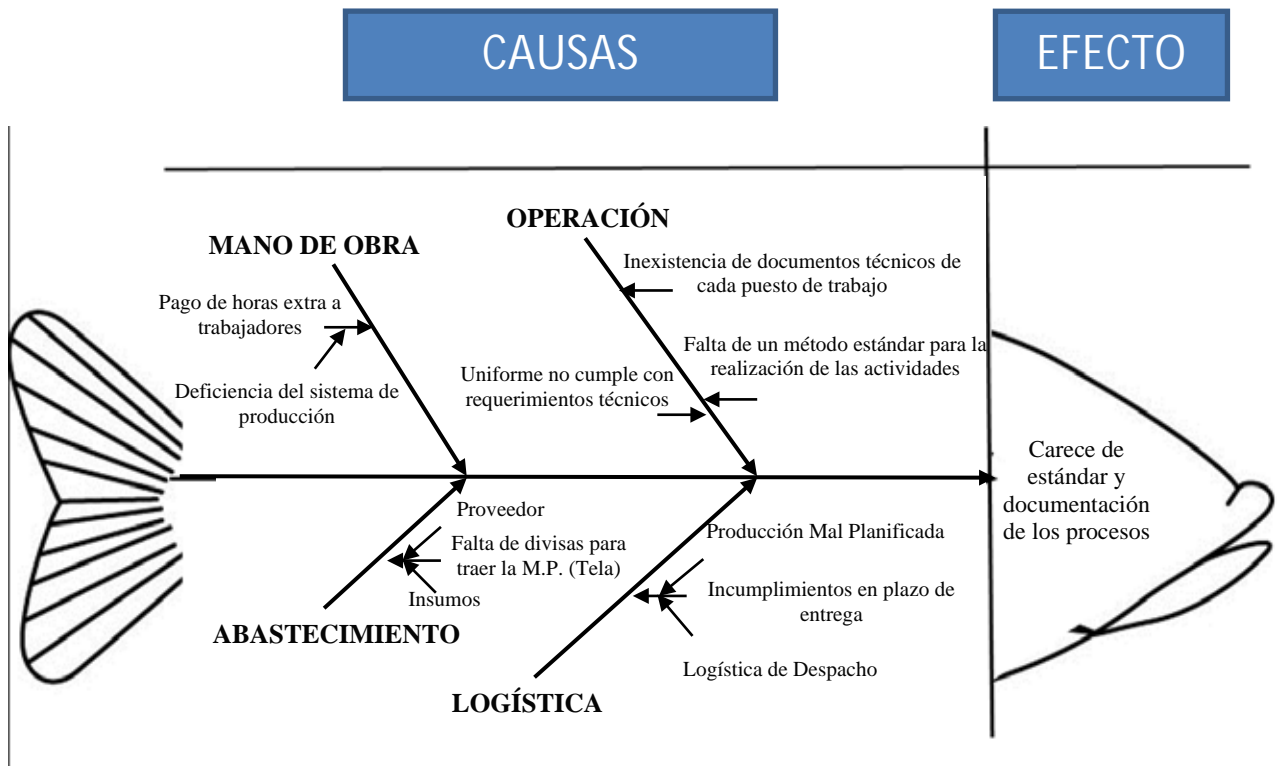 CAUSAS
EFECTO
OPERACIÓN
MANO DE OBRA
Inexistencia de documentos técnicos de
cada puesto de trabajo
Pago de horas extra a
trabajadores
Falta de un método estándar para la
realización de las actividades
Uniforme no cumple con
requerimientos técnicos
Deficiencia del sistema de
producción
Carece de
estándar y
documentación
de los procesos
Proveedor
Falta de divisas para
traer la M.P. (Tela)
Insumos
ABASTECIMIENTO
Producción Mal Planificada
Incumplimientos en plazo de
entrega
Logística de Despacho
LOGÍSTICA